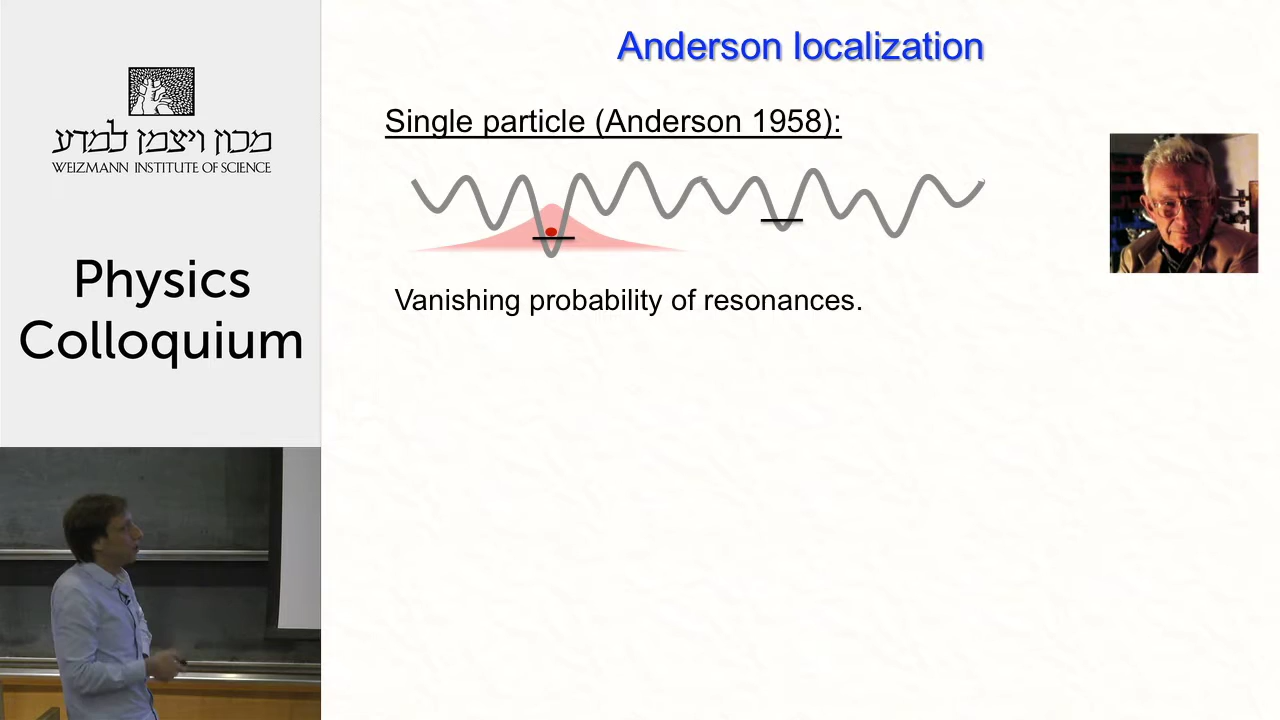 מכון ויצמן למדע
WEIZMANN INSTITUTE OF SCIENCE
Physics
Colloquium
Anderson localization
Single particle (Anderson 1958):
Vanishing probability of resonances.